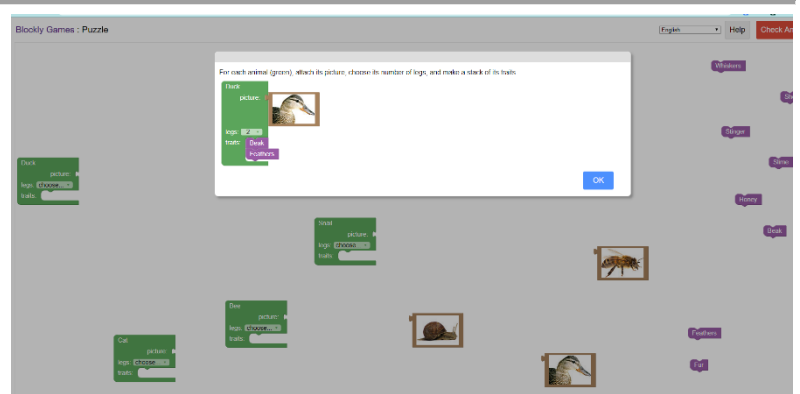 Blockly Games : Puzzle
English
Help
Check An
For each animal (green), attach its picture, choose its number of legs, and make a stack of its traits.
Duck
picture:
legs: 2
traits:
Beak
Feathers
OK
Whiskers
Stinger
Slime
Honey
Beak
Duck
picture:
legs: choose...
traits:
Snail
picture:
legs: choose...
traits:
Bee
picture:
legs: choose...
traits:
Cat
picture:
legs: choose...
traits:
Feathers
Fur